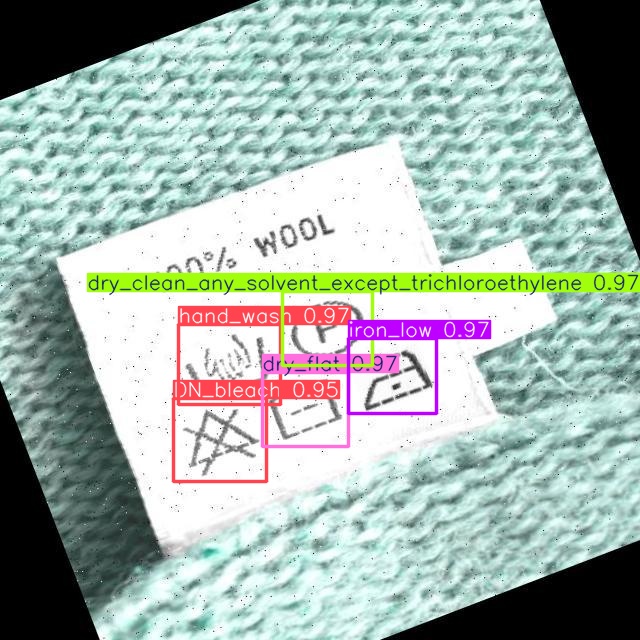 00% WOOL
dry_clean_any_solvent_except_trichloroethylene 0.97
hand_wash 0.97
P
iron_low 0.97
dry_flat 0.97
DN_bleach 0.95